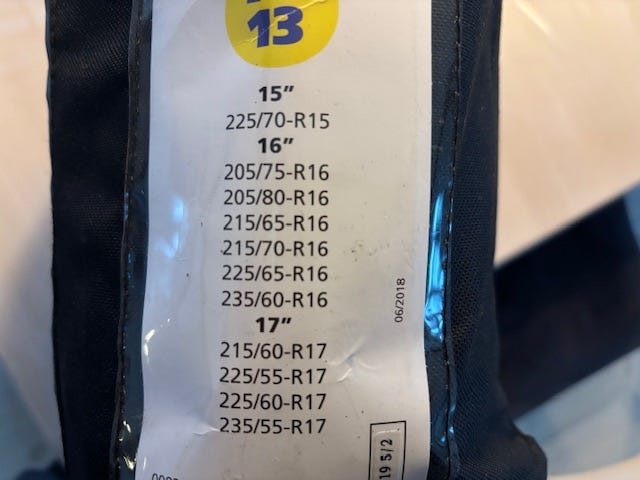 13
15"
225/70-R15
16"
205/75-R16
205/80-R16
215/65-R16
215/70-R16
225/65-R16
235/60-R16
06/2018
17"
215/60-R17
225/55-R17
225/60-R17
235/55-R17
19 5/2